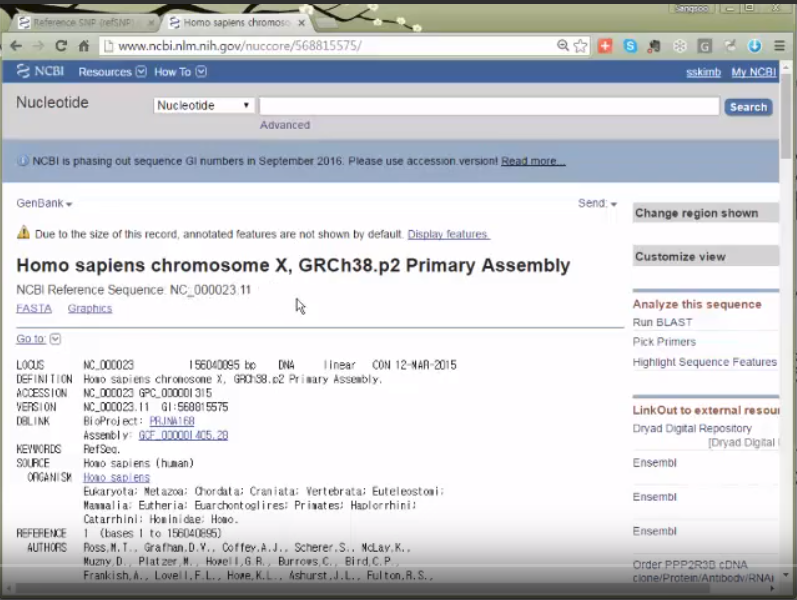 Sangsoo
Reference SNP (refSNP)
Homo sapiens chromoso
www.ncbi.nlm.nih.gov/nuccore/568815575/
NCBI Resources How To sskimb My NCBI
Nucleotide Nucleotide Search
Advanced
NCBI is phasing out sequence GI numbers in September 2016. Please use accession.version! Read more...
GenBank Send:
Change region shown
Due to the size of this record, annotated features are not shown by default. Display features.
Customize view
Homo sapiens chromosome X, GRCh38.p2 Primary Assembly
NCBI Reference Sequence: NC_000023.11
FASTA Graphics
Analyze this sequence
Run BLAST
Pick Primers
Highlight Sequence Features
Go to:
LOCUS NC_000023 156040895 bp DNA linear CON 12-MAR-2015
DEFINITION Homo sapiens chromosome X, GRCh38.p2 Primary Assembly.
ACCESSION NC_000023 GPC_000001315
VERSION NC_000023.11 GI:568815575
DBLINK BioProject: PRJNA168
Assembly: GCF_000001405.28
KEYWORDS RefSeq.
SOURCE Homo sapiens (human)
ORGANISM Homo sapiens
Eukaryota; Metazoa; Chordata; Craniata; Vertebrata; Euteleostomi;
Mammalia; Eutheria; Euarchontoglires; Primates; Haplorrhini;
Catarrhini; Hominidae; Homo.
REFERENCE 1 (bases 1 to 156040895)
AUTHORS Ross,M.T., Grafham,D.V., Coffey,A.J., Scherer,S., McLay,K.,
Muzny,D., Platzer,M., Howell,G.R., Burrows,C., Bird,C.P.,
Frankish,A., Lovell,F.L., Howe,K.L., Ashurst,J.L., Fulton,R.S.,
LinkOut to external resour
Dryad Digital Repository
[Dryad Digital
Ensembl
Ensembl
Ensembl
Order PPP2R3B cDNA
clone/Protein/Antibody/RNAi